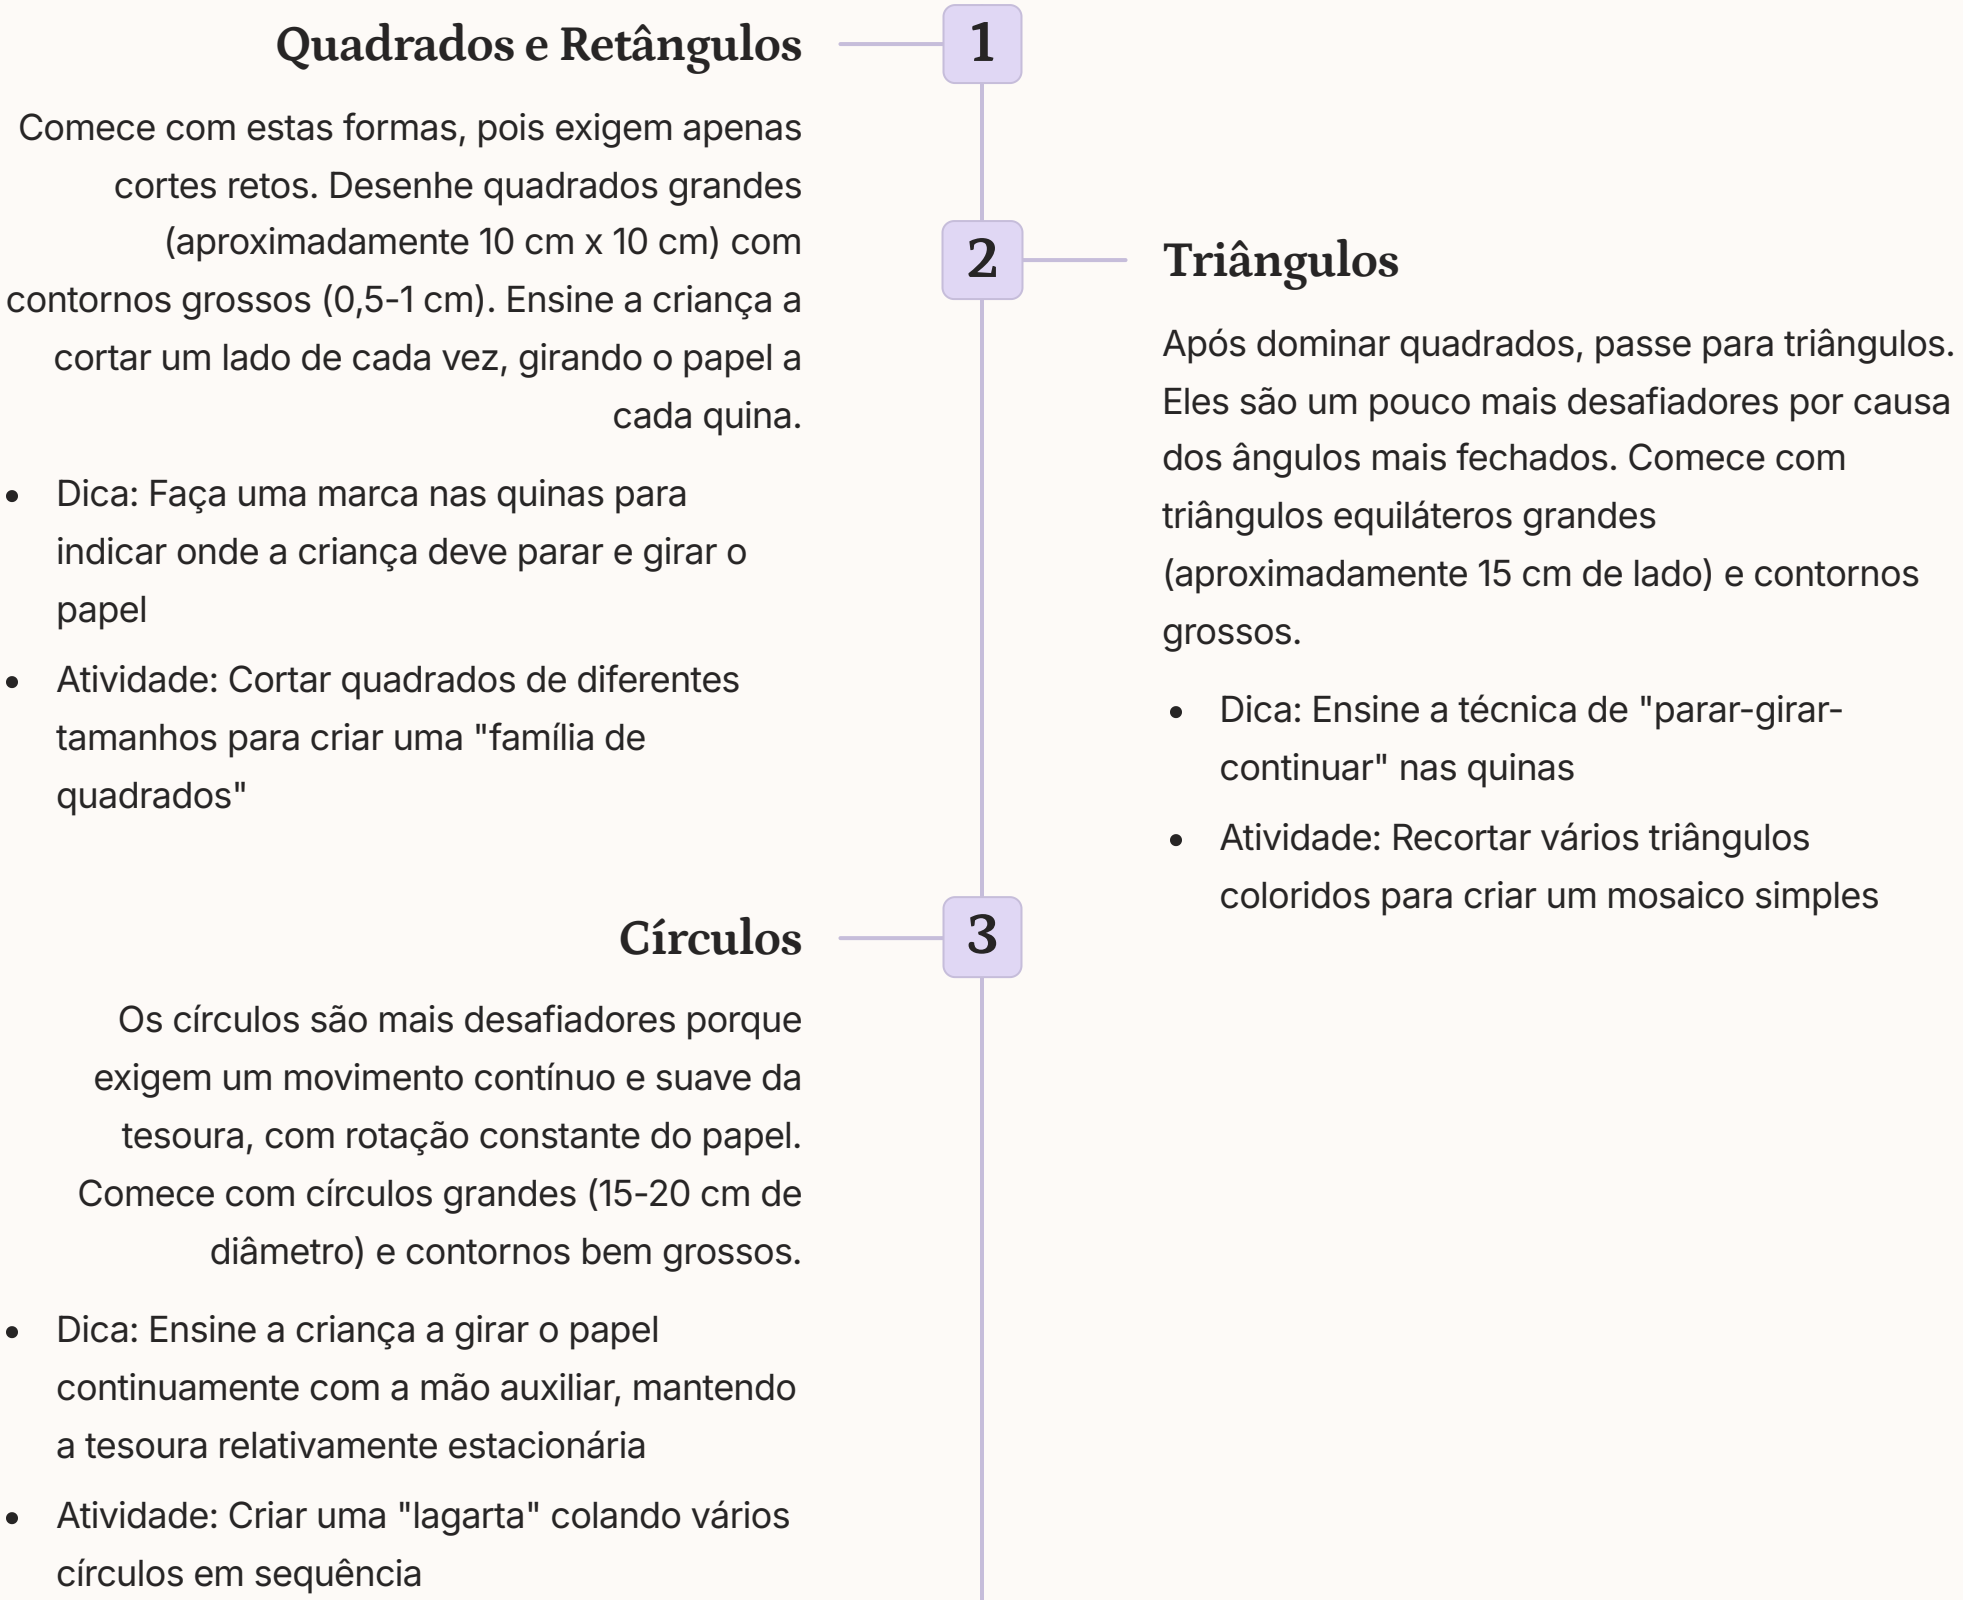 Quadrados e Retângulos
1
Comece com estas formas, pois exigem apenas
cortes retos. Desenhe quadrados grandes
(aproximadamente 10 cm x 10 cm) com
contornos grossos (0,5-1 cm). Ensine a criança a
cortar um lado de cada vez, girando o papel a
cada quina.
• Dica: Faça uma marca nas quinas para
indicar onde a criança deve parar e girar o
papel
• Atividade: Cortar quadrados de diferentes
tamanhos para criar uma "família de
quadrados"
2
Triângulos
Após dominar quadrados, passe para triângulos.
Eles são um pouco mais desafiadores por causa
dos ângulos mais fechados. Comece com
triângulos equiláteros grandes
(aproximadamente 15 cm de lado) e contornos
grossos.
• Dica: Ensine a técnica de "parar-girar-
continuar" nas quinas
• Atividade: Recortar vários triângulos
coloridos para criar um mosaico simples
Círculos
3
Os círculos são mais desafiadores porque
exigem um movimento contínuo e suave da
tesoura, com rotação constante do papel.
Comece com círculos grandes (15-20 cm de
diâmetro) e contornos bem grossos.
• Dica: Ensine a criança a girar o papel
continuamente com a mão auxiliar, mantendo
a tesoura relativamente estacionária
• Atividade: Criar uma "lagarta" colando vários
círculos em sequência